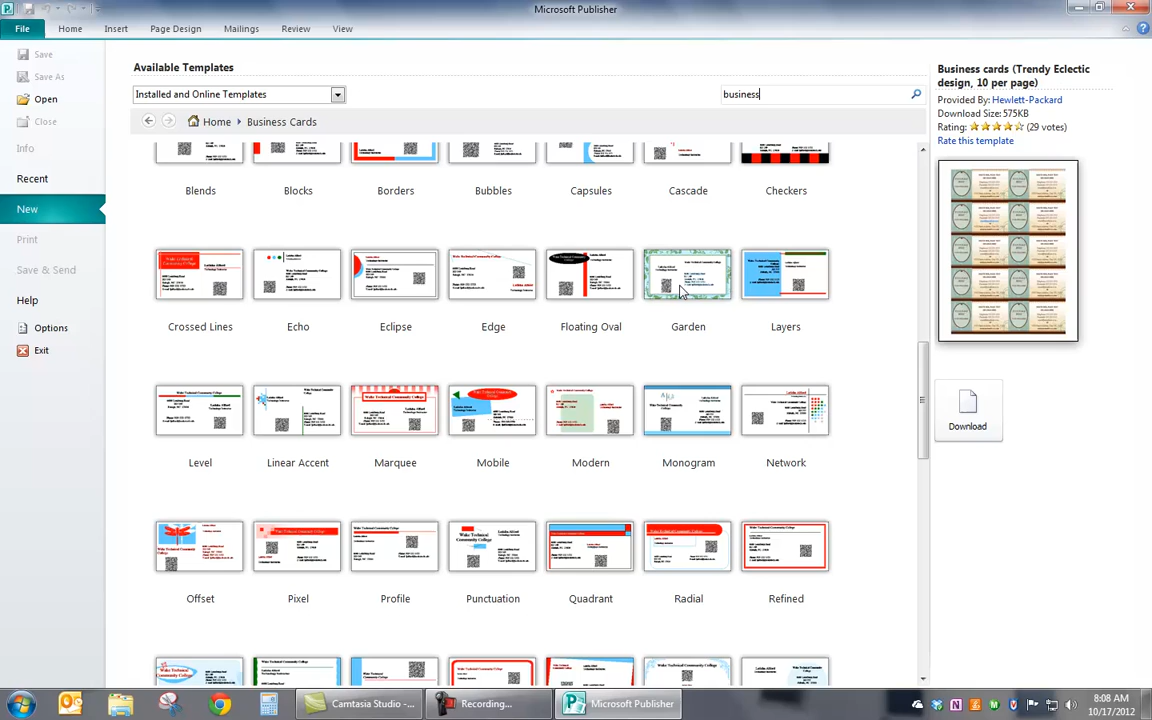 Microsoft Publisher
File Home Insert Page Design Mailings Review View
Save
Save As
Open
Close
Info
Recent
New
Print
Save & Send
Help
Options
Exit
Available Templates
Installed and Online Templates
business
Home Business Cards
Blends Blocks Borders Bubbles Capsules Cascade Checkers
Crossed Lines Echo Eclipse Edge Floating Oval Garden Layers
Level Linear Accent Marquee Mobile Modern Monogram Network
Offset Pixel Profile Punctuation Quadrant Radial Refined
Business cards (Trendy Eclectic
design, 10 per page)
Provided By: Hewlett-Packard
Download Size: 575KB
Rating: (29 votes)
Rate this template
Download
Camtasia Studio - ...
Recording...
Microsoft Publisher
8:08 AM
10/17/2012